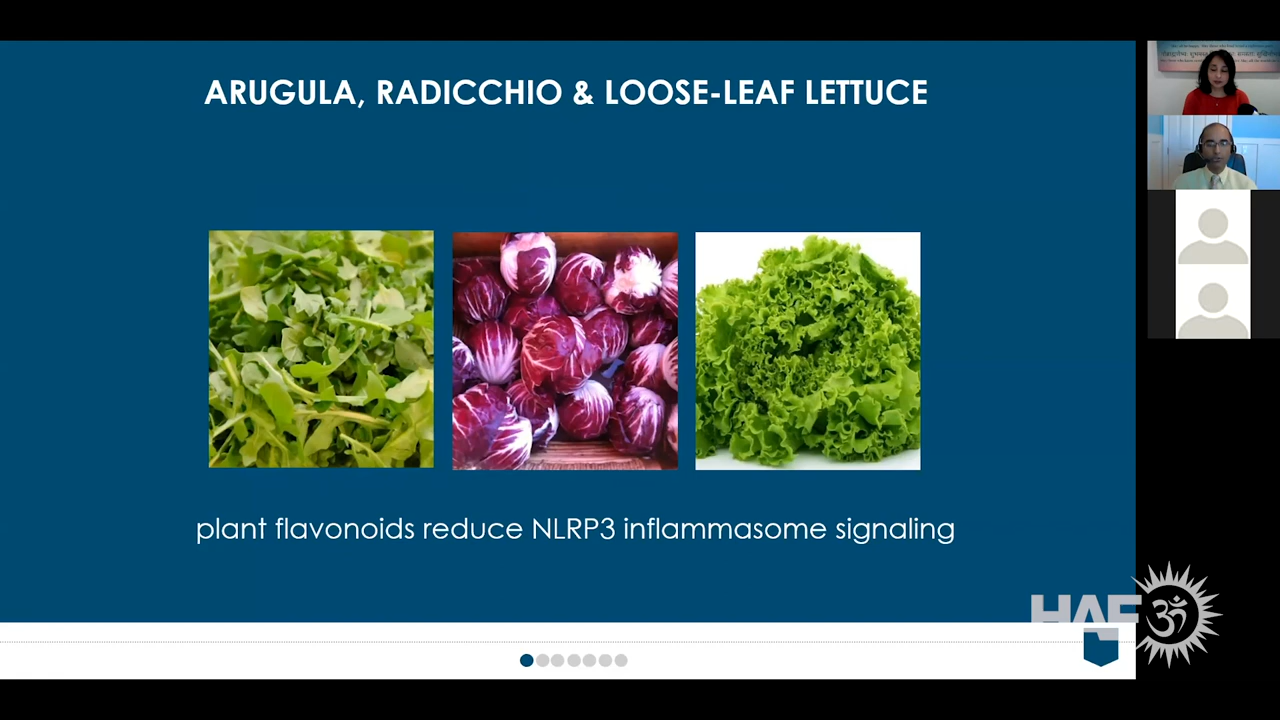 ARUGULA, RADICCHIO & LOOSE-LEAF LETTUCE
plant flavonoids reduce NLRP3 inflammasome signaling
HAF
ॐ